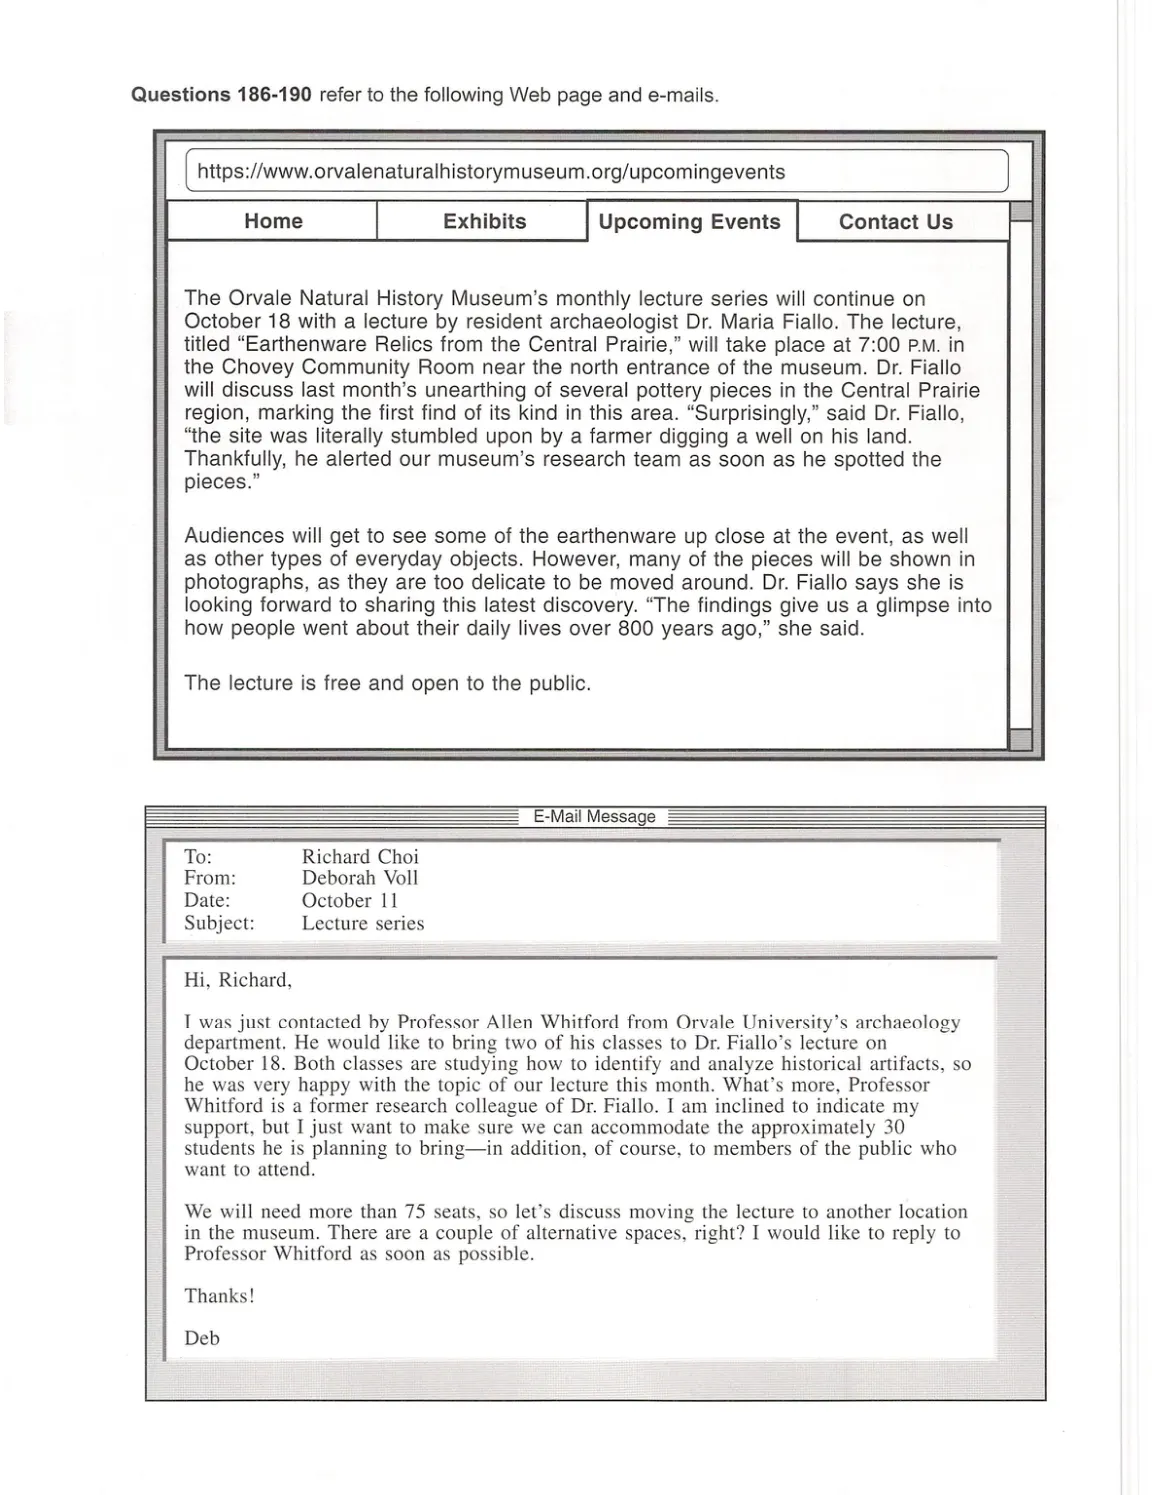 Questions 186-190 refer to the following Web page and e-mails.
https://www.orvalenaturalhistorymuseum.org/upcomingevents
Home Exhibits Upcoming Events Contact Us
The Orvale Natural History Museum's monthly lecture series will continue on
October 18 with a lecture by resident archaeologist Dr. Maria Fiallo. The lecture,
titled “Earthenware Relics from the Central Prairie,” will take place at 7:00 P.M. in
the Chovey Community Room near the north entrance of the museum. Dr. Fiallo
will discuss last month's unearthing of several pottery pieces in the Central Prairie
region, marking the first find of its kind in this area. “Surprisingly,” said Dr. Fiallo,
“the site was literally stumbled upon by a farmer digging a well on his land.
Thankfully, he alerted our museum's research team as soon as he spotted the
pieces.”
Audiences will get to see some of the earthenware up close at the event, as well
as other types of everyday objects. However, many of the pieces will be shown in
photographs, as they are too delicate to be moved around. Dr. Fiallo says she is
looking forward to sharing this latest discovery. “The findings give us a glimpse into
how people went about their daily lives over 800 years ago,” she said.
The lecture is free and open to the public.
E-Mail Message
To: Richard Choi
From: Deborah Voll
Date: October 11
Subject: Lecture series
Hi, Richard,
I was just contacted by Professor Allen Whitford from Orvale University's archaeology
department. He would like to bring two of his classes to Dr. Fiallo's lecture on
October 18. Both classes are studying how to identify and analyze historical artifacts, so
he was very happy with the topic of our lecture this month. What's more, Professor
Whitford is a former research colleague of Dr. Fiallo. I am inclined to indicate my
support, but I just want to make sure we can accommodate the approximately 30
students he is planning to bring—in addition, of course, to members of the public who
want to attend.
We will need more than 75 seats, so let's discuss moving the lecture to another location
in the museum. There are a couple of alternative spaces, right? I would like to reply to
Professor Whitford as soon as possible.
Thanks!
Deb